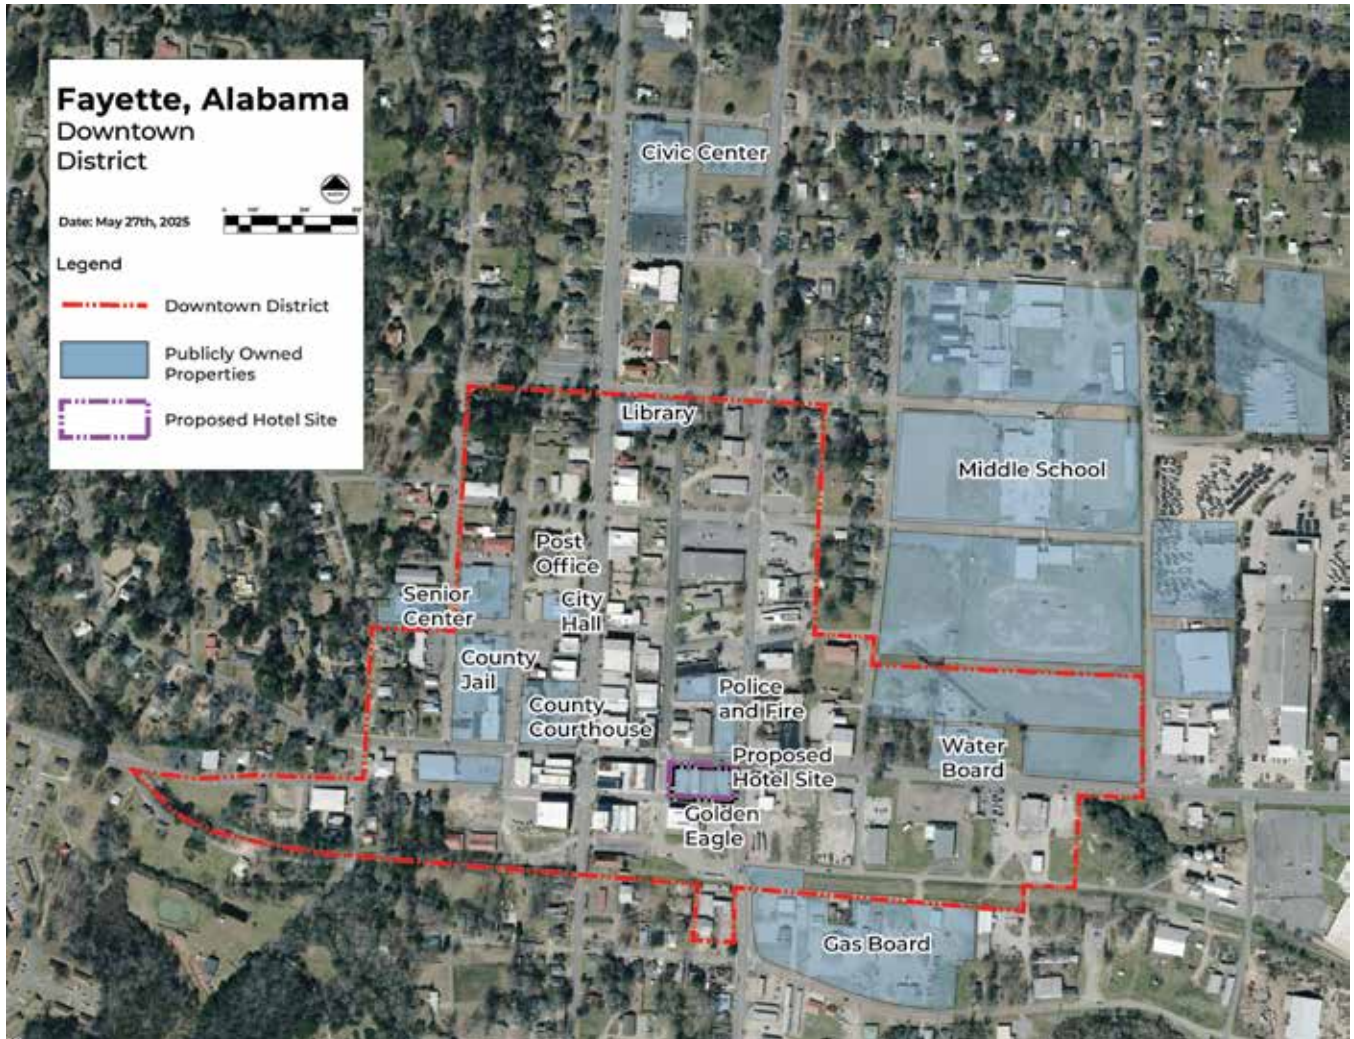 Fayette, Alabama
Downtown
District
Date: May 27th, 2025
Legend
Downtown District
Publicly Owned
Properties
Proposed Hotel Site
Civic Center
Library
Middle School
Post
Office
Senior
Center
City
Hall
County
Jail
County
Courthouse
Police
and Fire
Water
Board
Proposed
Hotel Site
Golden
Eagle
Gas Board